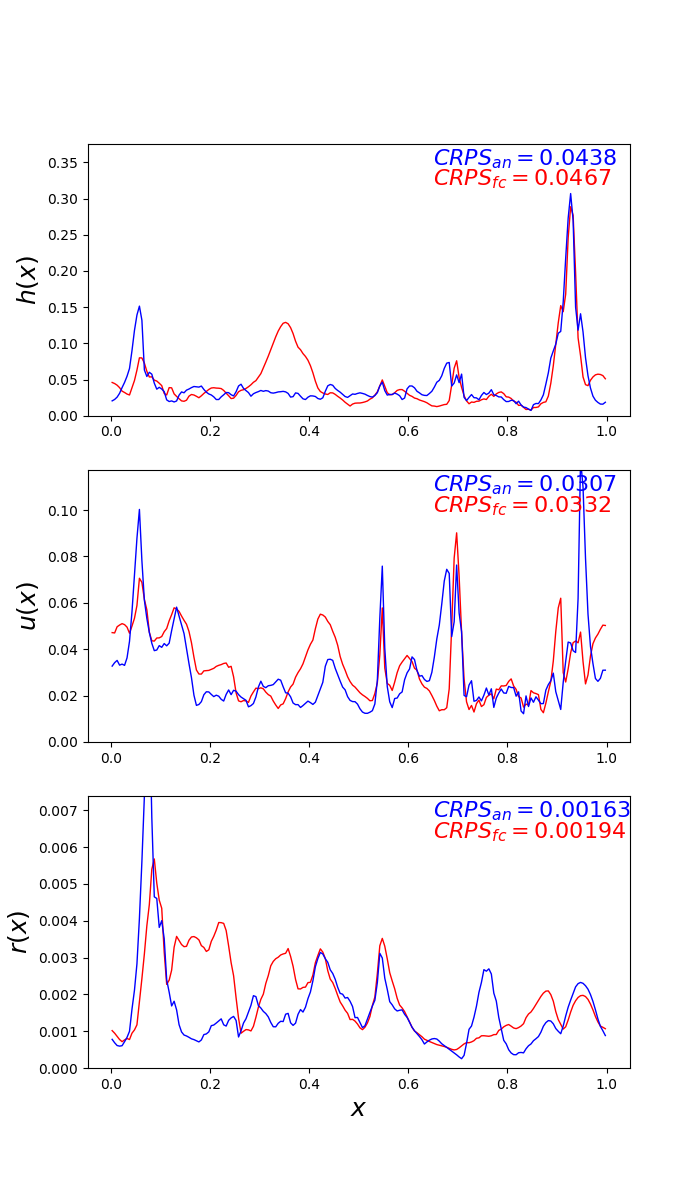 CRPS_an = 0.0438
CRPS_fc = 0.0467
h(x)
0.35
0.30
0.25
0.20
0.15
0.10
0.05
0.00
0.0 0.2 0.4 0.6 0.8 1.0
CRPS_an = 0.0307
CRPS_fc = 0.0332
u(x)
0.10
0.08
0.06
0.04
0.02
0.00
0.0 0.2 0.4 0.6 0.8 1.0
CRPS_an = 0.00163
CRPS_fc = 0.00194
r(x)
0.007
0.006
0.005
0.004
0.003
0.002
0.001
0.000
0.0 0.2 0.4 0.6 0.8 1.0
x